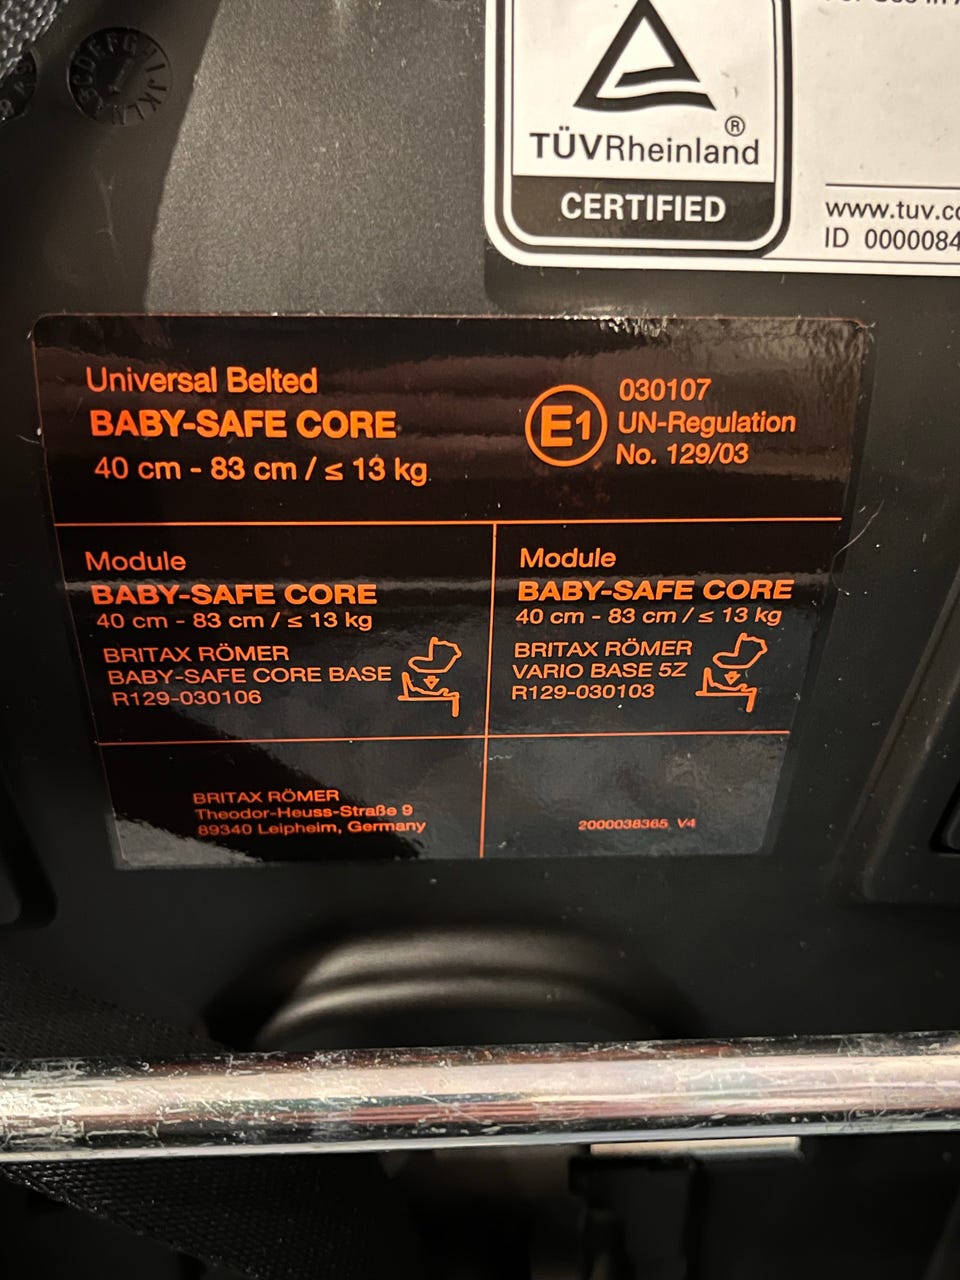 ®
TÜVRheinland
CERTIFIED
www.tuv.co
ID 0000084
Universal Belted
BABY-SAFE CORE
40 cm - 83 cm / ≤ 13 kg
E1
030107
UN-Regulation
No. 129/03
Module
BABY-SAFE CORE
40 cm - 83 cm / ≤ 13 kg
BRITAX RÖMER
BABY-SAFE CORE BASE
R129-030106
Module
BABY-SAFE CORE
40 cm - 83 cm / ≤ 13 kg
BRITAX RÖMER
VARIO BASE 5Z
R129-030103
BRITAX RÖMER
Theodor-Heuss-Straße 9
89340 Leipheim, Germany
2000038365 V4